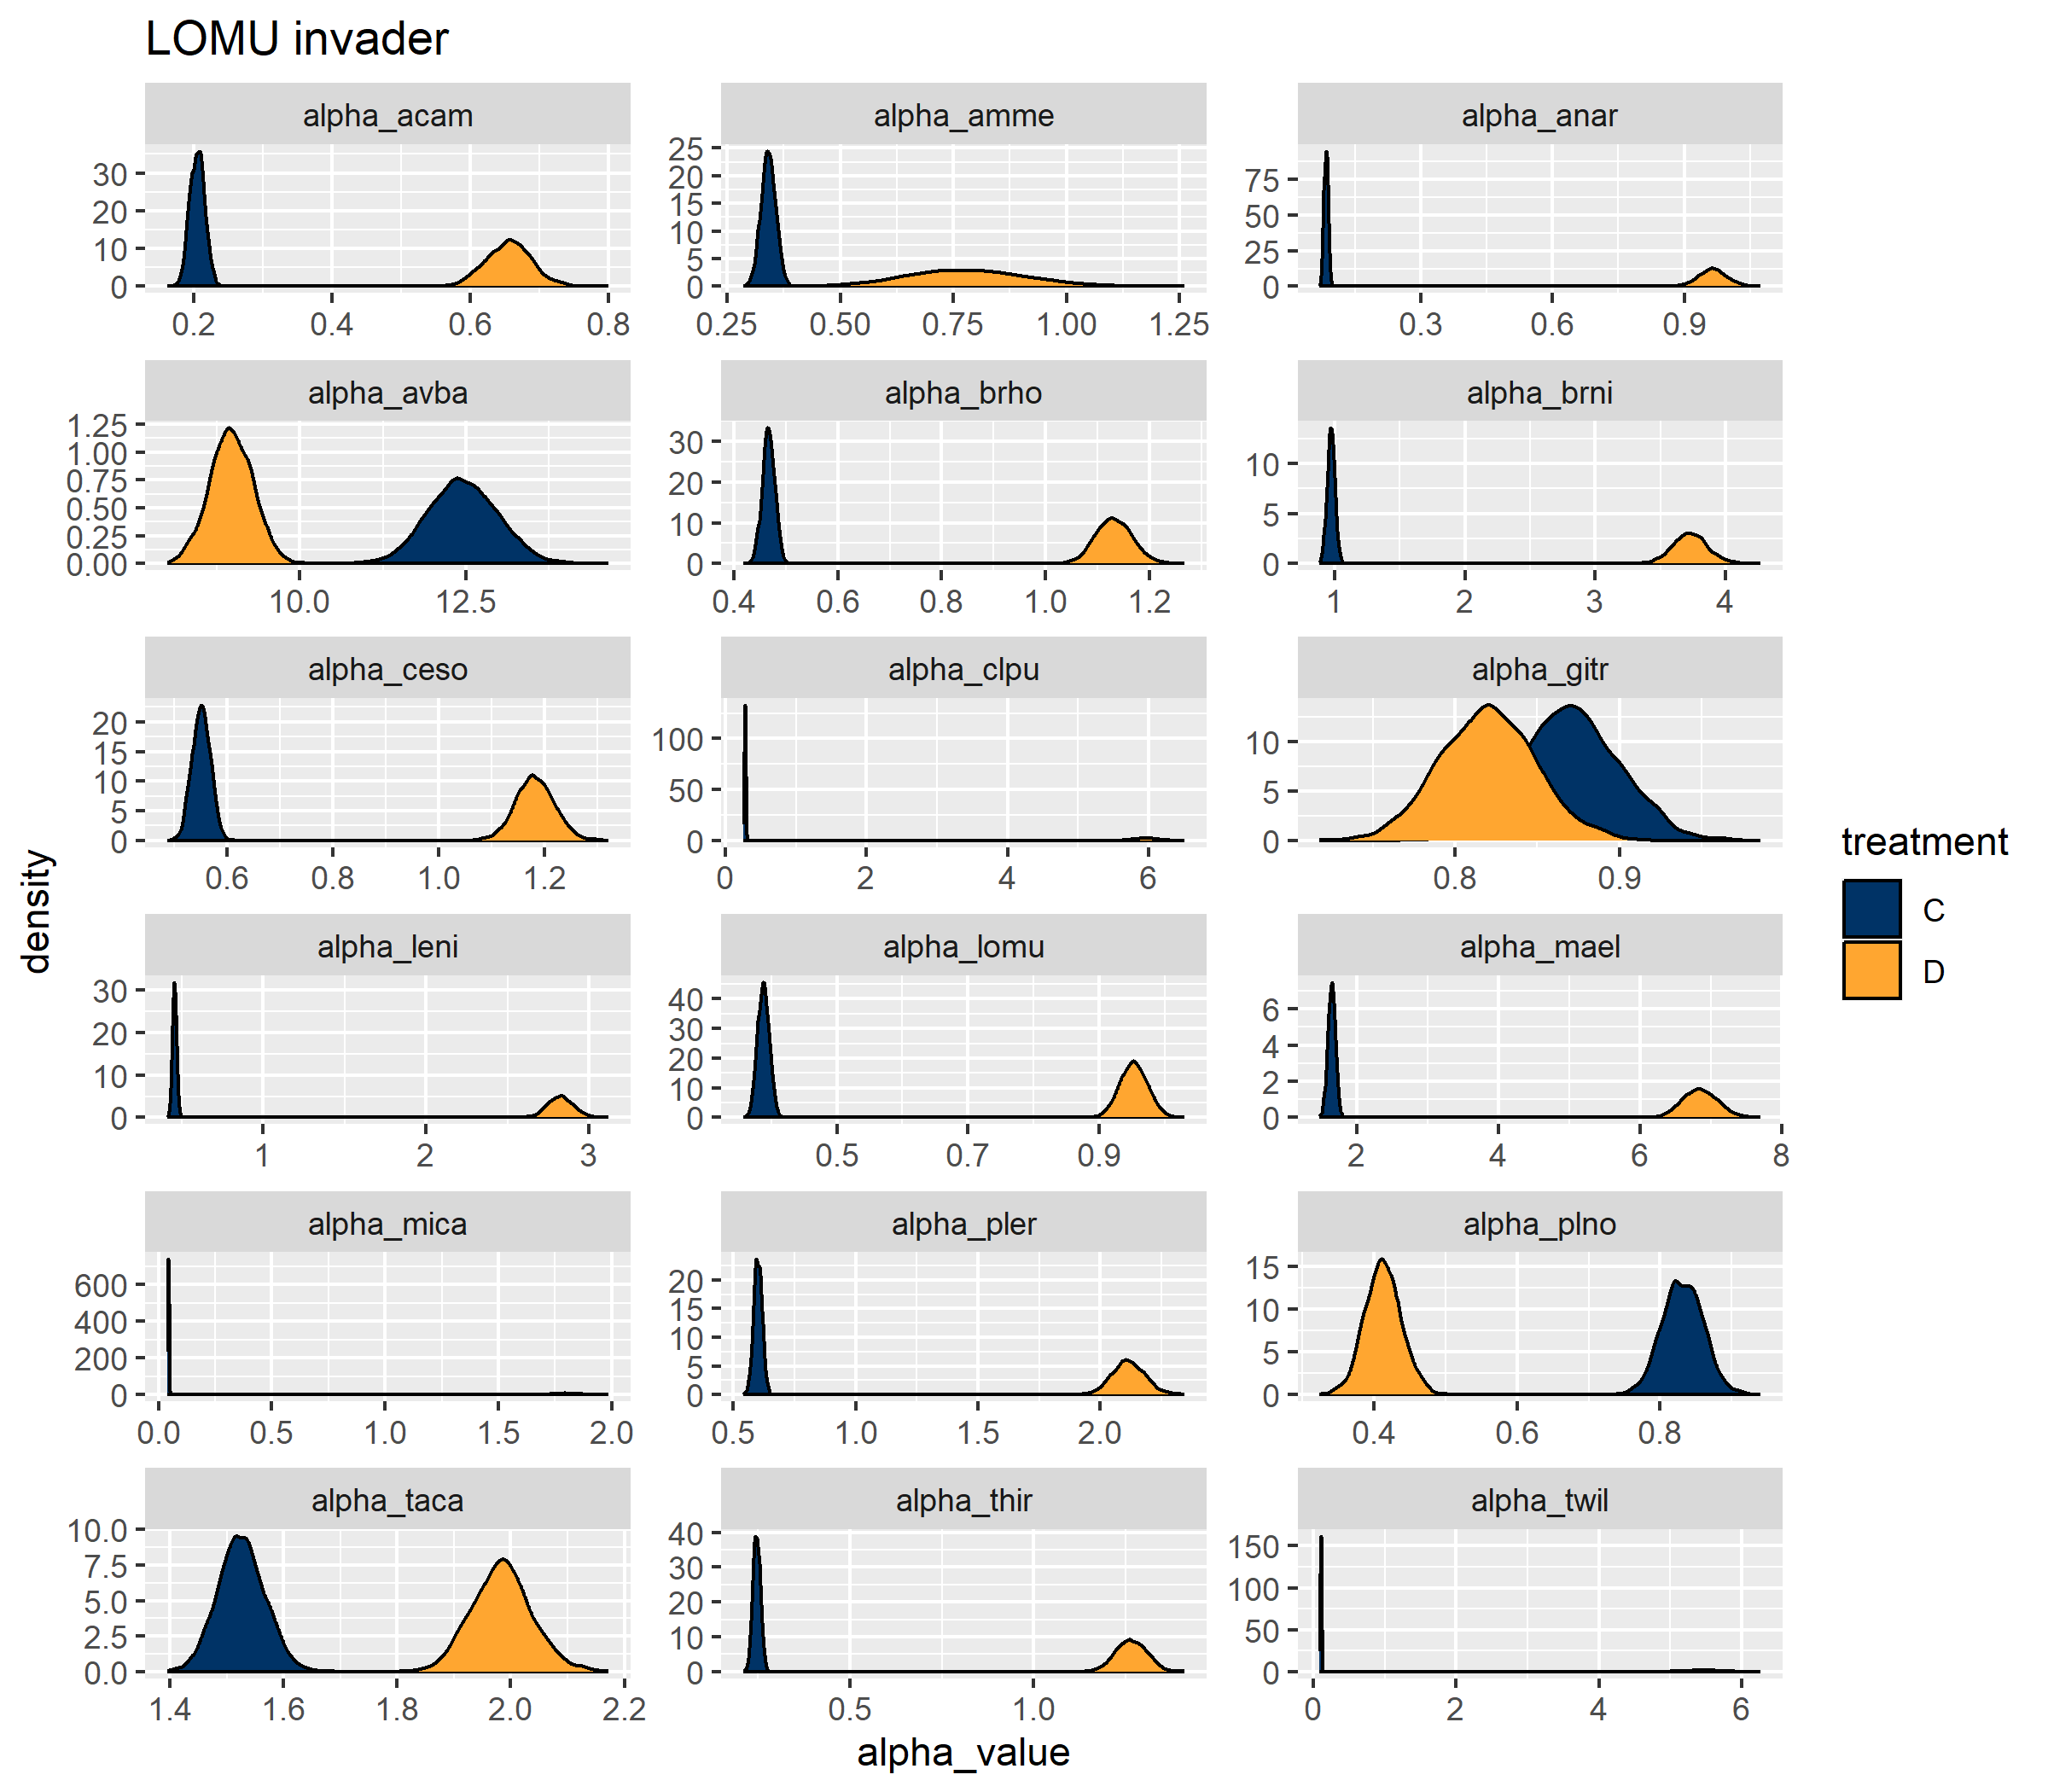 LOMU invader
alpha_acam alpha_amme alpha_anar
30 20 10 0
0.2 0.4 0.6 0.8
25 20 15 10 5 0
0.25 0.50 0.75 1.00 1.25
75 50 25 0
0.3 0.6 0.9
alpha_avba alpha_brho alpha_brni
1.25 1.00 0.75 0.50 0.25 0.00
10.0 12.5
30 20 10 0
0.4 0.6 0.8 1.0 1.2
10 5 0
1 2 3 4
alpha_ceso alpha_clpu alpha_gitr
20 15 10 5 0
0.6 0.8 1.0 1.2
100 50 0
0 2 4 6
10 5 0
0.8 0.9
alpha_leni alpha_lomu alpha_mael
30 20 10 0
1 2 3
40 30 20 10 0
0.5 0.7 0.9
6 4 2 0
2 4 6 8
alpha_mica alpha_pler alpha_plno
600 400 200 0
0.0 0.5 1.0 1.5 2.0
20 15 10 5 0
0.5 1.0 1.5 2.0
15 10 5 0
0.4 0.6 0.8
alpha_taca alpha_thir alpha_twil
10.0 7.5 5.0 2.5 0.0
1.4 1.6 1.8 2.0 2.2
40 30 20 10 0
0.5 1.0
150 100 50 0
0 2 4 6
density
alpha_value
treatment
C
D